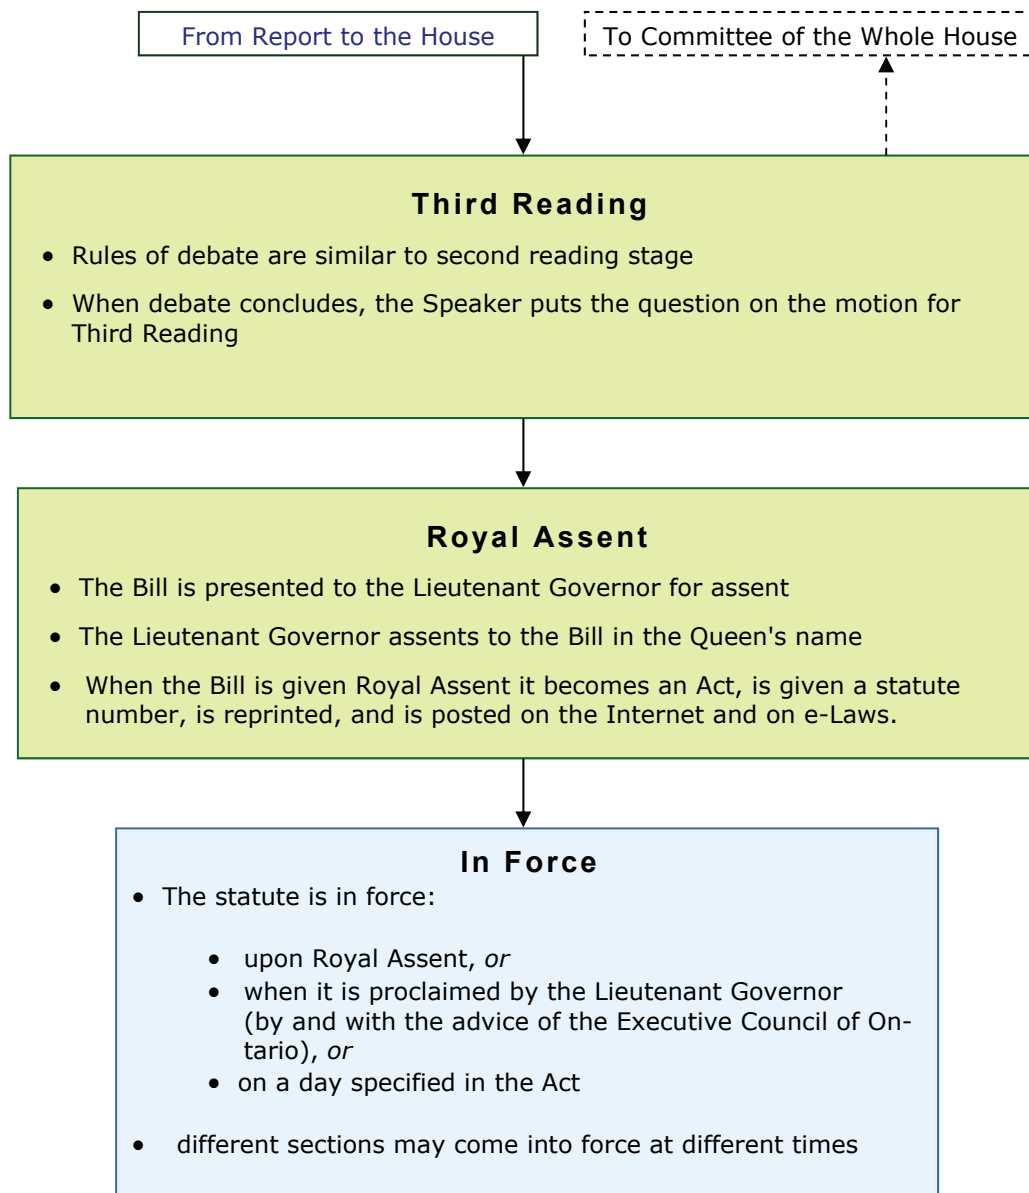 From Report to the House
To Committee of the Whole House
Third Reading
• Rules of debate are similar to second reading stage
• When debate concludes, the Speaker puts the question on the motion for
Third Reading
Royal Assent
• The Bill is presented to the Lieutenant Governor for assent
• The Lieutenant Governor assents to the Bill in the Queen's name
• When the Bill is given Royal Assent it becomes an Act, is given a statute
number, is reprinted, and is posted on the Internet and on e-Laws.
In Force
• The statute is in force:
• upon Royal Assent, or
• when it is proclaimed by the Lieutenant Governor
(by and with the advice of the Executive Council of On-
tario), or
• on a day specified in the Act
• different sections may come into force at different times